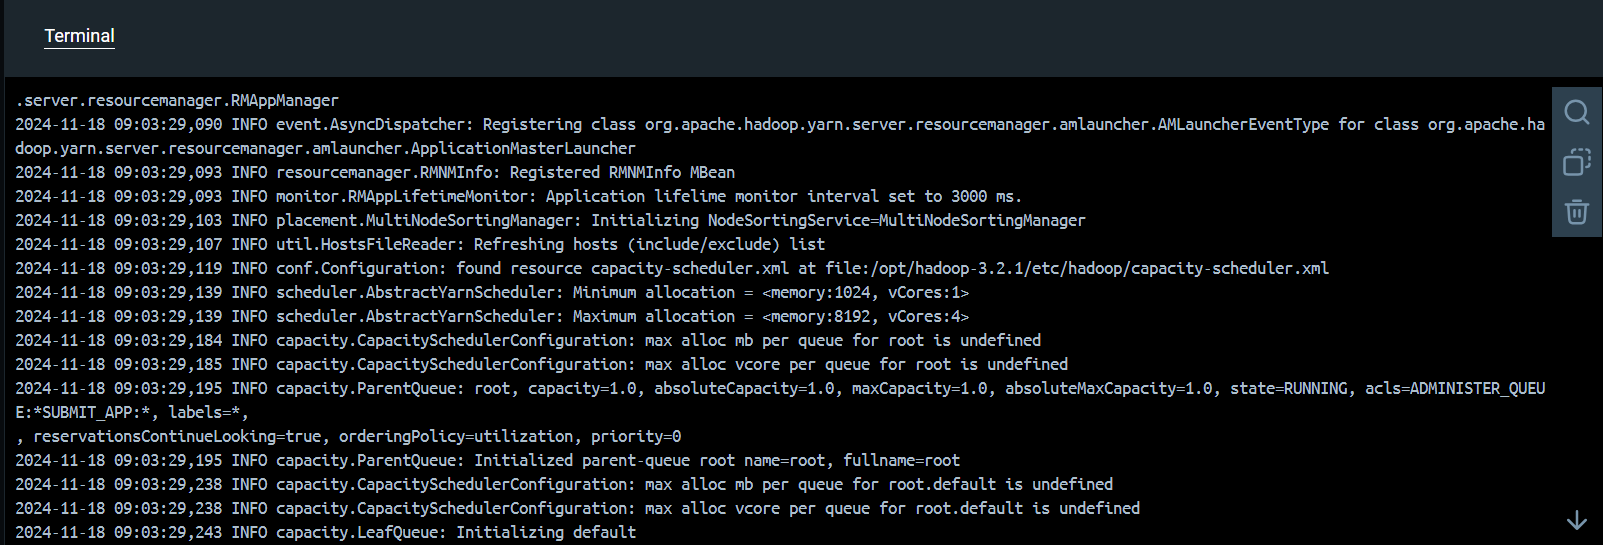 Terminal
.server.resourcemanager.RMAppManager
2024-11-18 09:03:29,090 INFO event.AsyncDispatcher: Registering class org.apache.hadoop.yarn.server.resourcemanager.amlauncher.AMLauncherEventType for class org.apache.ha
doop.yarn.server.resourcemanager.amlauncher.ApplicationMasterLauncher
2024-11-18 09:03:29,093 INFO resourcemanager.RMNMInfo: Registered RMNMInfo MBean
2024-11-18 09:03:29,093 INFO monitor.RMAppLifetimeMonitor: Application lifelime monitor interval set to 3000 ms.
2024-11-18 09:03:29,103 INFO placement.MultiNodeSortingManager: Initializing NodeSortingService=MultiNodeSortingManager
2024-11-18 09:03:29,107 INFO util.HostsFileReader: Refreshing hosts (include/exclude) list
2024-11-18 09:03:29,119 INFO conf.Configuration: found resource capacity-scheduler.xml at file:/opt/hadoop-3.2.1/etc/hadoop/capacity-scheduler.xml
2024-11-18 09:03:29,139 INFO scheduler.AbstractYarnScheduler: Minimum allocation = <memory:1024, vCores:1>
2024-11-18 09:03:29,139 INFO scheduler.AbstractYarnScheduler: Maximum allocation = <memory:8192, vCores:4>
2024-11-18 09:03:29,184 INFO capacity.CapacitySchedulerConfiguration: max alloc mb per queue for root is undefined
2024-11-18 09:03:29,185 INFO capacity.CapacitySchedulerConfiguration: max alloc vcore per queue for root is undefined
2024-11-18 09:03:29,195 INFO capacity.ParentQueue: root, capacity=1.0, absoluteCapacity=1.0, maxCapacity=1.0, absoluteMaxCapacity=1.0, state=RUNNING, acls=ADMINISTER_QUEU
E:*SUBMIT_APP:*, labels=*,
, reservationsContinueLooking=true, orderingPolicy=utilization, priority=0
2024-11-18 09:03:29,195 INFO capacity.ParentQueue: Initialized parent-queue root name=root, fullname=root
2024-11-18 09:03:29,238 INFO capacity.CapacitySchedulerConfiguration: max alloc mb per queue for root.default is undefined
2024-11-18 09:03:29,238 INFO capacity.CapacitySchedulerConfiguration: max alloc vcore per queue for root.default is undefined
2024-11-18 09:03:29,243 INFO capacity.LeafQueue: Initializing default